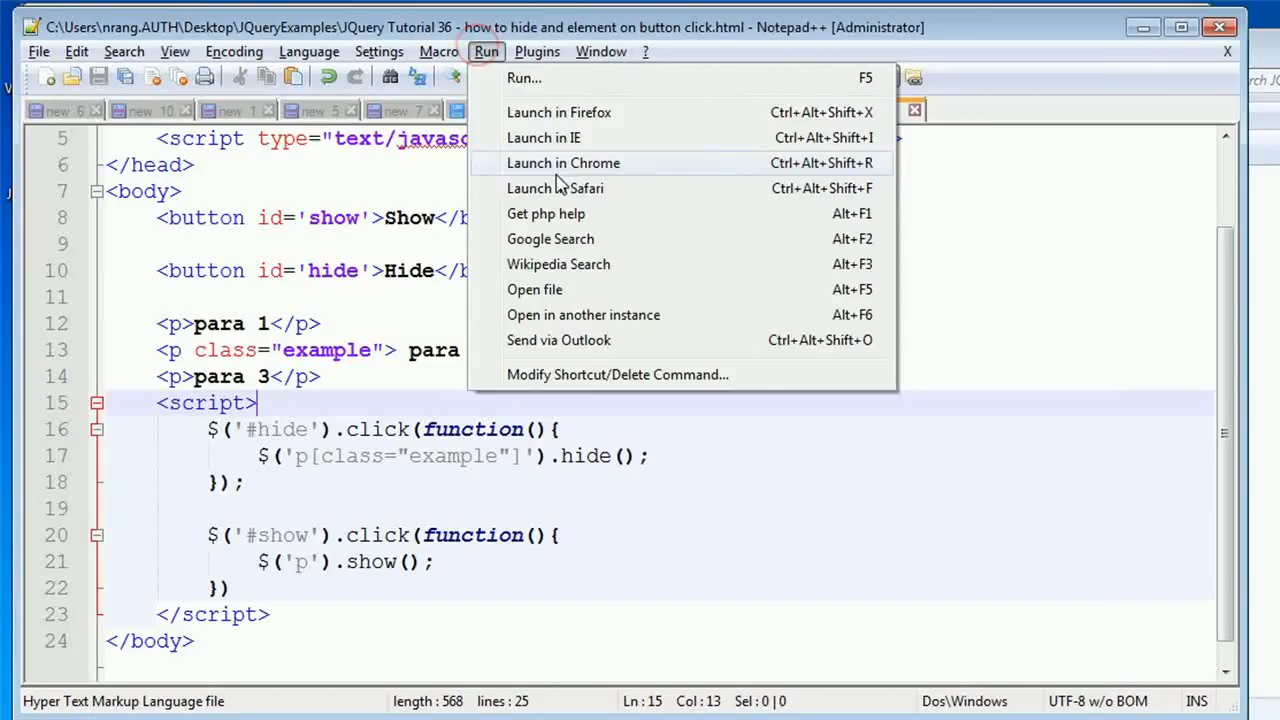 C:\Users\nrang.AUTH\Desktop\JQueryExamples\JQuery Tutorial 36 - how to hide and element on button click.html - Notepad++ [Administrator]
File Edit Search View Encoding Language Settings Macro Run Plugins Window ? X
new 6 new 10 new 1 new 5 new 7
Run... F5
Launch in Firefox Ctrl+Alt+Shift+X
Launch in IE Ctrl+Alt+Shift+I
Launch in Chrome Ctrl+Alt+Shift+R
Launch Safari Ctrl+Alt+Shift+F
Get php help Alt+F1
Google Search Alt+F2
Wikipedia Search Alt+F3
Open file Alt+F5
Open in another instance Alt+F6
Send via Outlook Ctrl+Alt+Shift+O
Modify Shortcut/Delete Command...
5 <script type="text/javasc
6 </head>
7 <body>
8 <button id='show'>Show</b
9
10 <button id='hide'>Hide</b
11
12 <p>para 1</p>
13 <p class="example"> para
14 <p>para 3</p>
15 <script>
16 $('#hide').click(function(){
17 $('p[class="example"]').hide();
18 });
19
20 $('#show').click(function(){
21 $('p').show();
22 })
23 </script>
24 </body>
Hyper Text Markup Language file length : 568 lines : 25 Ln : 15 Col : 13 Sel : 0 | 0 Dos\Windows UTF-8 w/o BOM INS